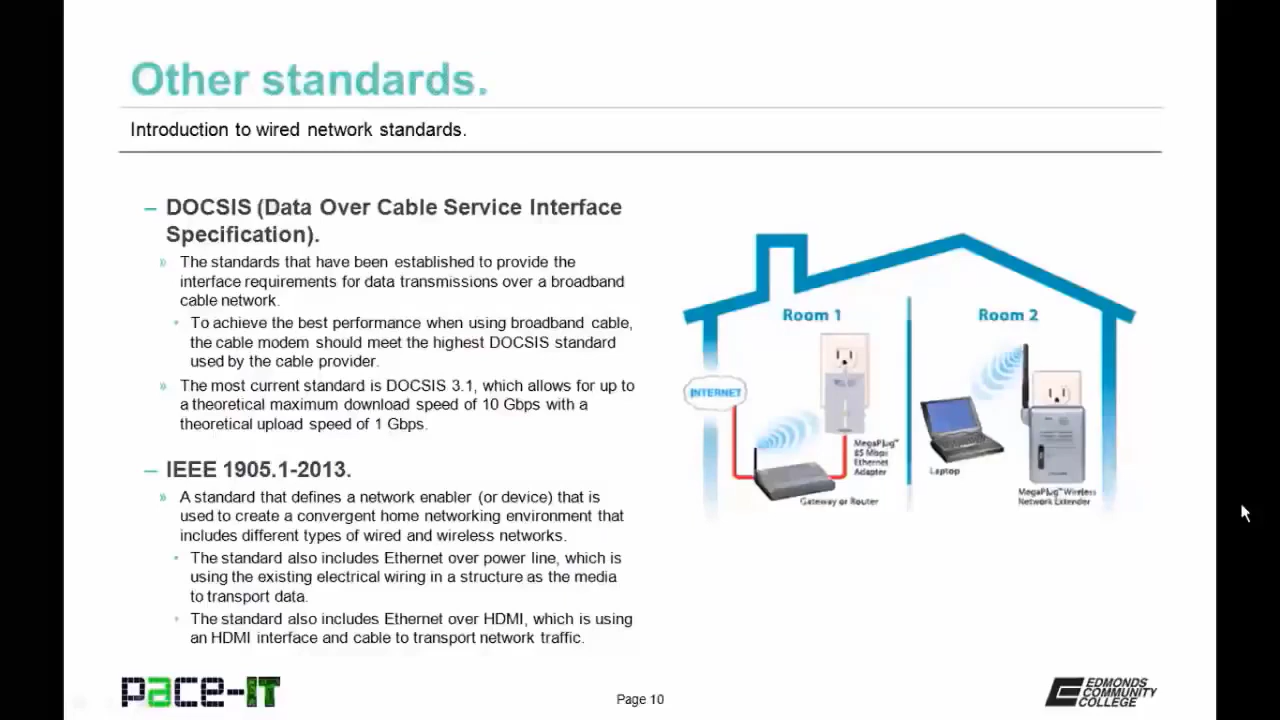 Other standards.
Introduction to wired network standards.
– DOCSIS (Data Over Cable Service Interface
Specification).
» The standards that have been established to provide the
interface requirements for data transmissions over a broadband
cable network.
• To achieve the best performance when using broadband cable,
the cable modem should meet the highest DOCSIS standard
used by the cable provider.
» The most current standard is DOCSIS 3.1, which allows for up to
a theoretical maximum download speed of 10 Gbps with a
theoretical upload speed of 1 Gbps.
– IEEE 1905.1-2013.
» A standard that defines a network enabler (or device) that is
used to create a convergent home networking environment that
includes different types of wired and wireless networks.
• The standard also includes Ethernet over power line, which is
using the existing electrical wiring in a structure as the media
to transport data.
• The standard also includes Ethernet over HDMI, which is using
an HDMI interface and cable to transport network traffic.
Room 1
Room 2
INTERNET
MegaPlug™
85 Mbps
Ethernet
Adapter
Gateway or Router
Laptop
MegaPlug™ Wireless
Network Extender
pace-IT
Page 10
EDMONDS
COMMUNITY
COLLEGE